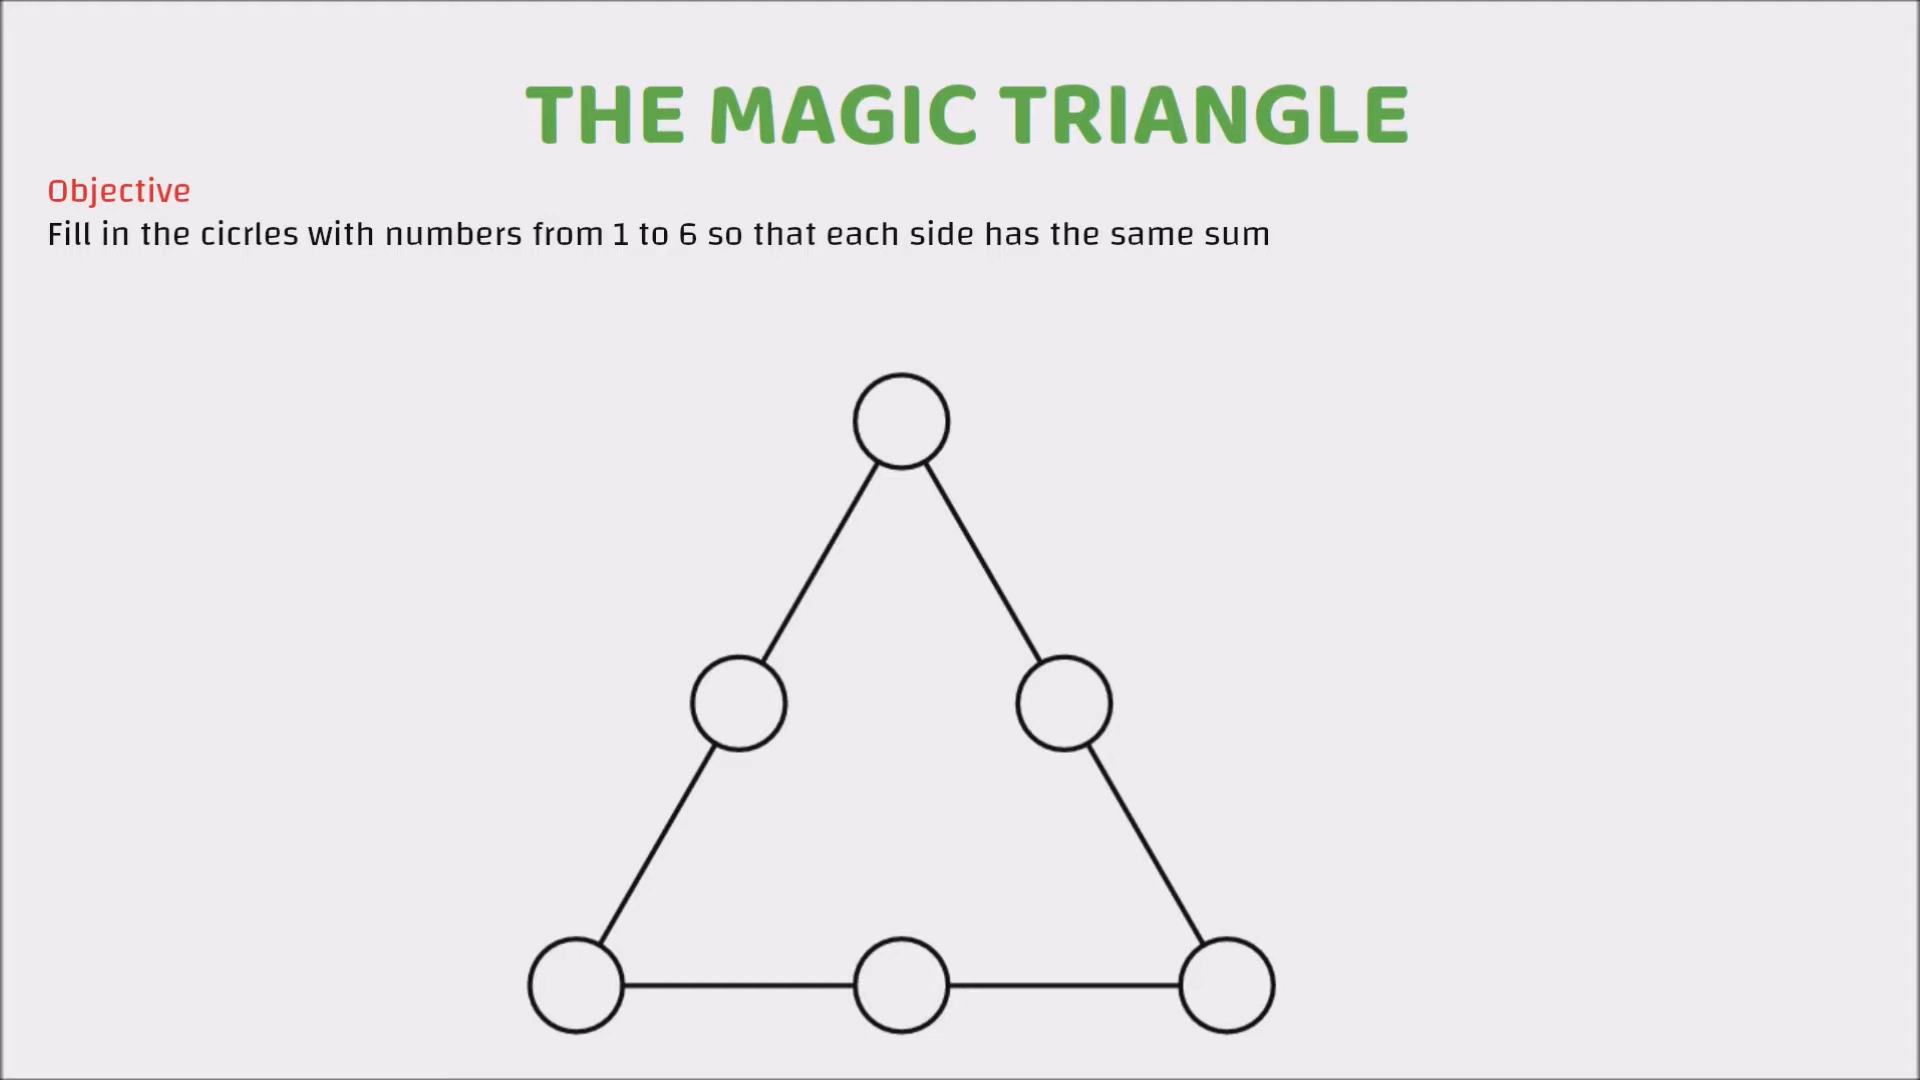 THE MAGIC TRIANGLE
Objective
Fill in the cicrles with numbers from 1 to 6 so that each side has the same sum